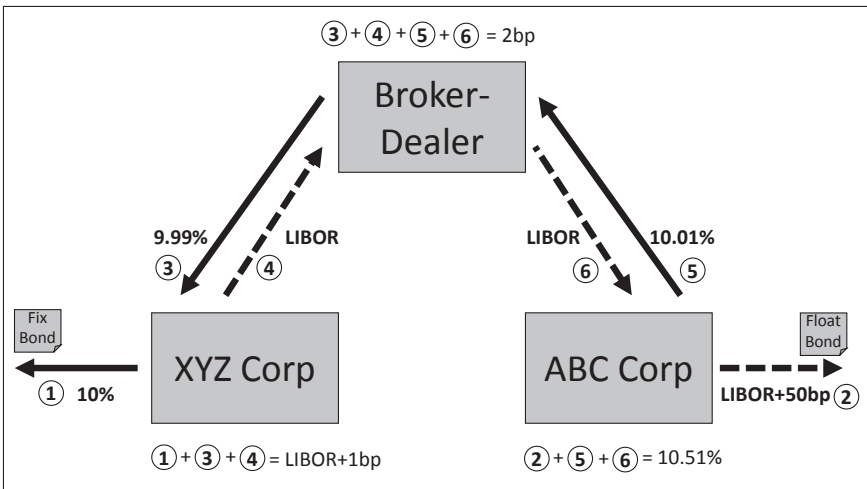 ③ + ④ + ⑤ + ⑥ = 2bp
Broker-
Dealer
9.99%
③
④
LIBOR
LIBOR
⑥
10.01%
⑤
Fix
Bond
① 10%
XYZ Corp
ABC Corp
Float
Bond
LIBOR+50bp ②
① + ③ + ④ = LIBOR+1bp
② + ⑤ + ⑥ = 10.51%